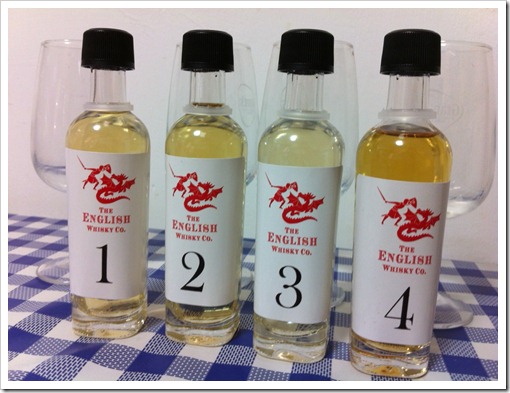 THE
ENGLISH
WHISKY CO.
1
THE
ENGLISH
WHISKY CO.
2
THE
ENGLISH
WHISKY CO.
3
THE
ENGLISH
WHISKY CO.
4